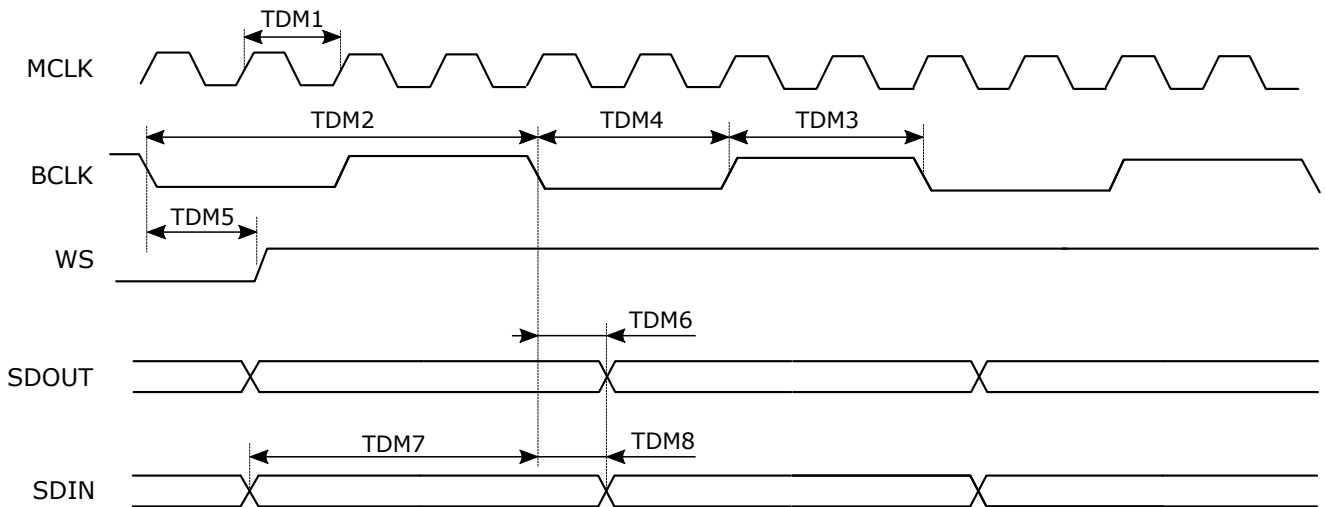 TDM1
MCLK
TDM2 TDM4 TDM3
BCLK
TDM5
WS
TDM6
SDOUT
TDM7 TDM8
SDIN